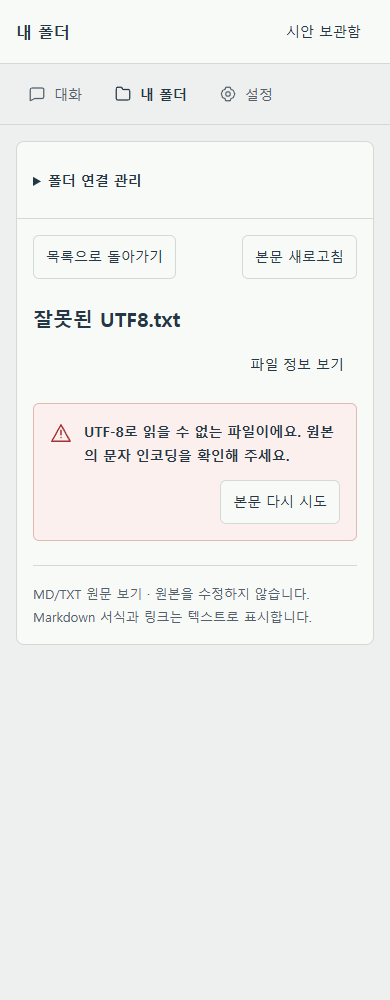 내 폴더
시안 보관함
대화
내 폴더
설정
▶ 폴더 연결 관리
목록으로 돌아가기
본문 새로고침
잘못된 UTF8.txt
파일 정보 보기
UTF-8로 읽을 수 없는 파일이에요. 원본
의 문자 인코딩을 확인해 주세요.
본문 다시 시도
MD/TXT 원문 보기 · 원본을 수정하지 않습니다.
Markdown 서식과 링크는 텍스트로 표시합니다.